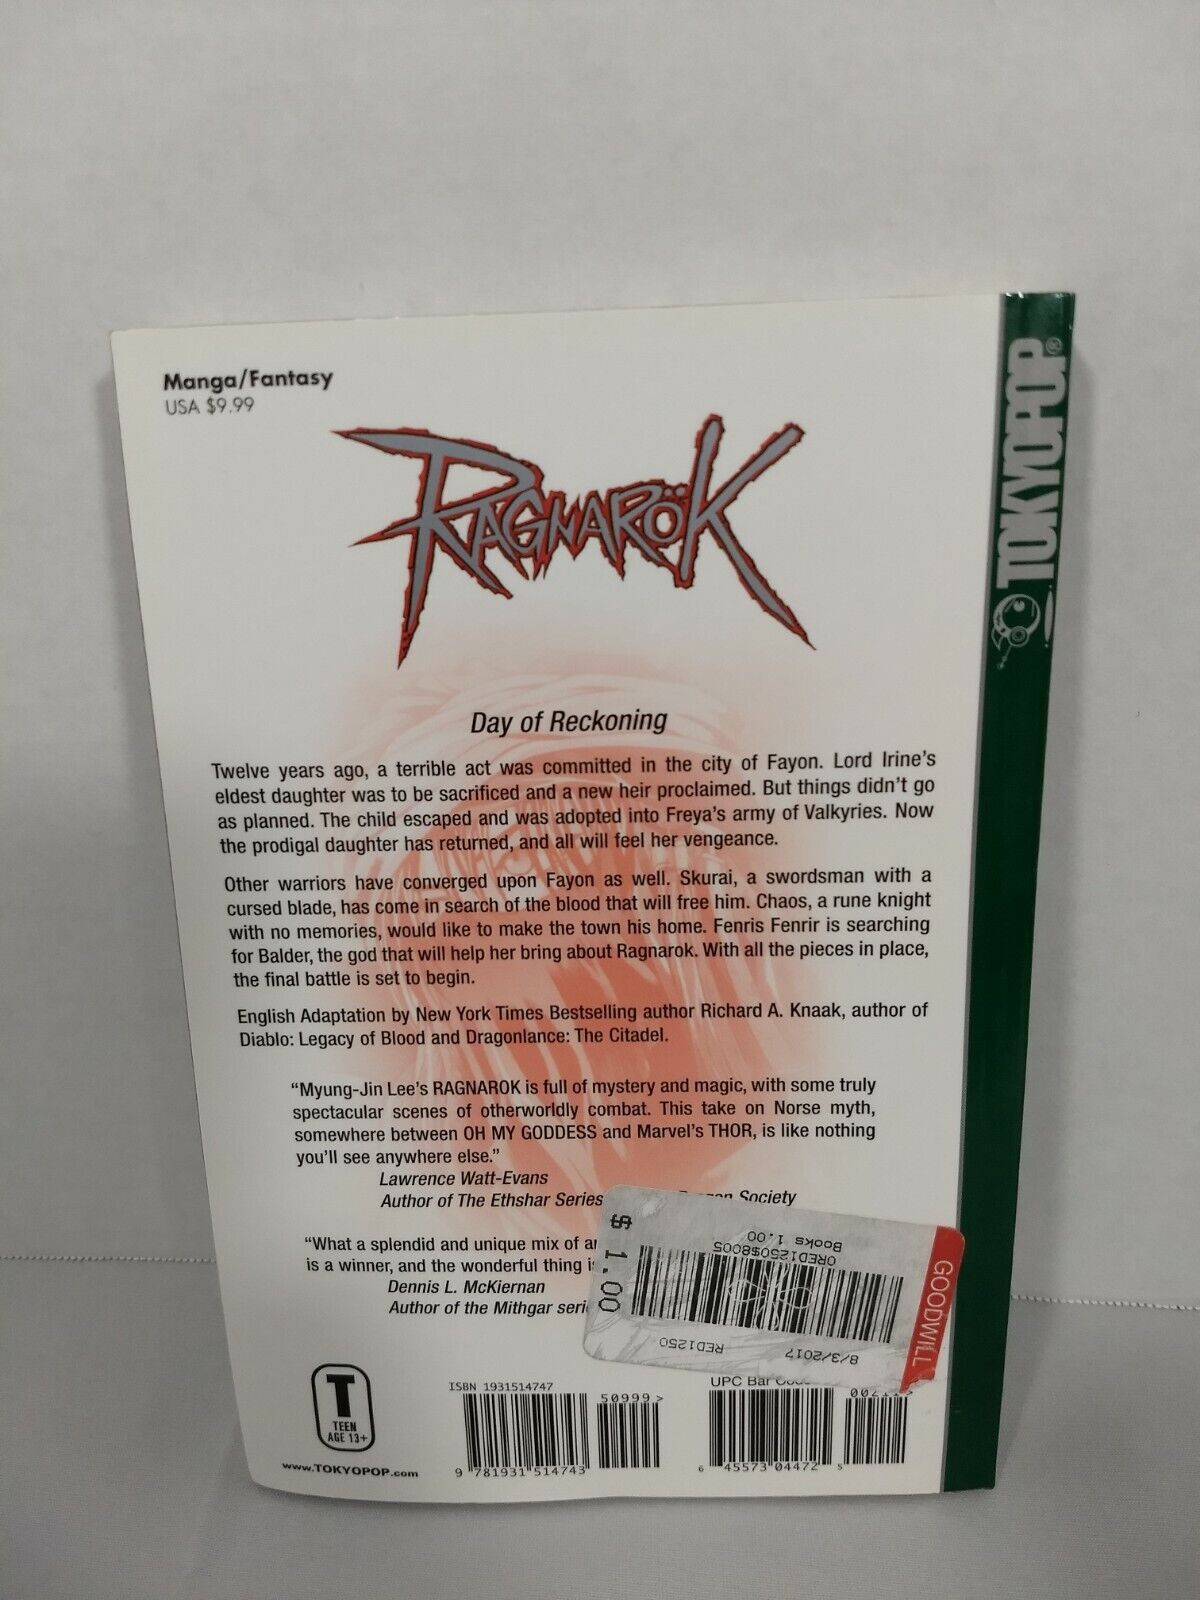 Manga/Fantasy
USA $9.99
RAGNARÖK
TOKYOPOP®
Day of Reckoning
Twelve years ago, a terrible act was committed in the city of Fayon. Lord Irine's
eldest daughter was to be sacrificed and a new heir proclaimed. But things didn't go
as planned. The child escaped and was adopted into Freya's army of Valkyries. Now
the prodigal daughter has returned, and all will feel her vengeance.
Other warriors have converged upon Fayon as well. Skurai, a swordsman with a
cursed blade, has come in search of the blood that will free him. Chaos, a rune knight
with no memories, would like to make the town his home. Fenris Fenrir is searching
for Balder, the god that will help her bring about Ragnarok. With all the pieces in place,
the final battle is set to begin.
English Adaptation by New York Times Bestselling author Richard A. Knaak, author of
Diablo: Legacy of Blood and Dragonlance: The Citadel.
"Myung-Jin Lee's RAGNAROK is full of mystery and magic, with some truly
spectacular scenes of otherworldly combat. This take on Norse myth,
somewhere between OH MY GODDESS and Marvel's THOR, is like nothing
you'll see anywhere else."
Lawrence Watt-Evans
Author of The Ethshar Series Society
"What a splendid and unique mix of
is a winner, and the wonderful thing
Dennis L. McKiernan
Author of the Mithgar
$ 1.00
Books 1.00
0RED1250$8005
RED1250
8/3/2017
GOODWILL
T
TEEN
AGE 13+
www.TOKYOPOP.com
ISBN 1931514747
50999>
9 781931 514743
UPC Bar
6 45573 04472 5